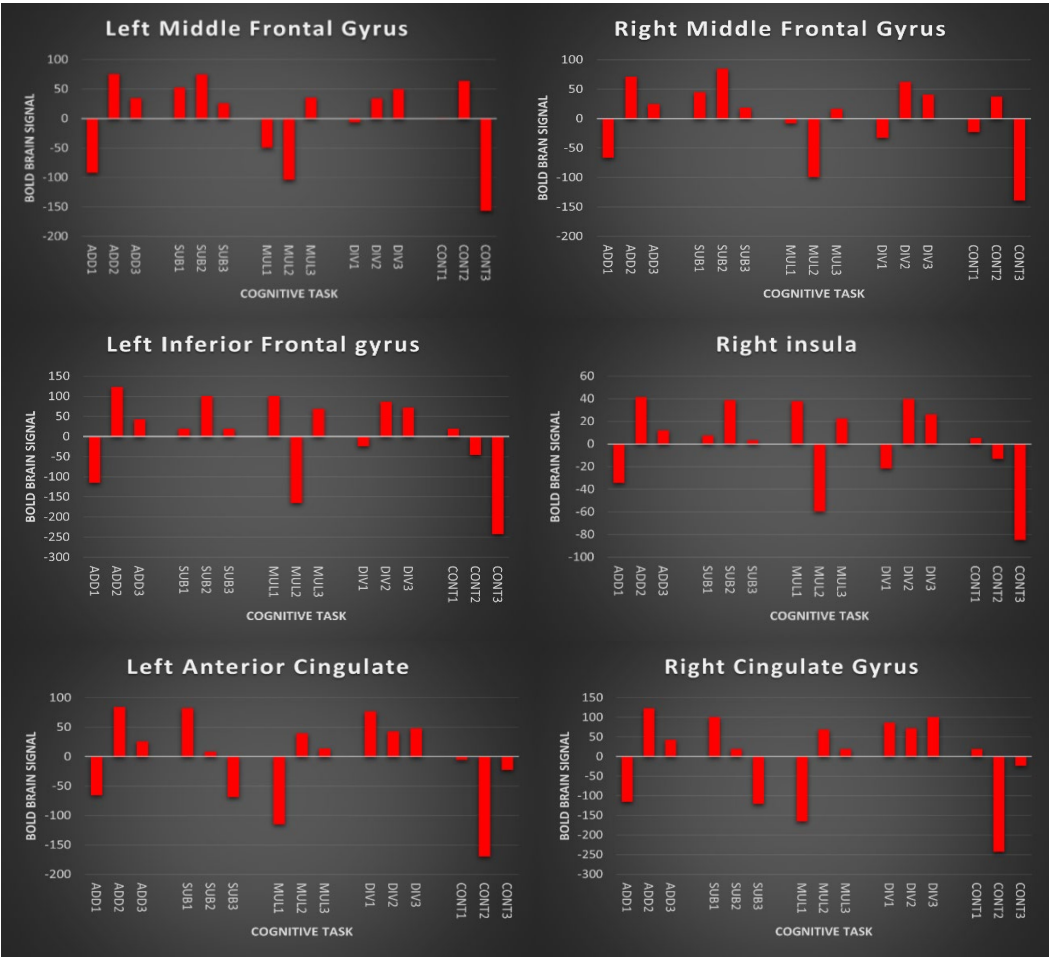 Left Middle Frontal Gyrus
BOLD BRAIN SIGNAL
100
50
0
-50
-100
-150
-200
ADD1 ADD2 ADD3 SUB1 SUB2 SUB3 MUL1 MUL2 MUL3 DIV1 DIV2 DIV3 CONT1 CONT2 CONT3
COGNITIVE TASK
Right Middle Frontal Gyrus
BOLD BRAN SIGNAL
100
50
0
-50
-100
-150
-200
ADD1 ADD2 ADD3 SUB1 SUB2 SUB3 MUL1 MUL2 MUL3 DIV1 DIV2 DIV3 CONT1 CONT2 CONT3
COGNITIVE TASK
Left Inferior Frontal gyrus
BOLD BRAIN SIGNAL
150
100
50
0
-50
-100
-150
-200
-250
-300
ADD1 ADD2 ADD3 SUB1 SUB2 SUB3 MUL1 MUL2 MUL3 DIV1 DIV2 DIV3 CONT1 CONT2 CONT3
COGNITIVE TASK
Right insula
BOLD BRAIN SIGNAL
60
40
20
0
-20
-40
-60
-80
-100
ADD1 ADD2 ADD3 SUB1 SUB2 SUB3 MUL1 MUL2 MUL3 DIV1 DIV2 DIV3 CONT1 CONT2 CONT3
COGNITIVE TASK
Left Anterior Cingulate
BOLD BRAIN SIGNAL
100
50
0
-50
-100
-150
-200
ADD1 ADD2 ADD3 SUB1 SUB2 SUB3 MUL1 MUL2 MUL3 DIV1 DIV2 DIV3 CONT1 CONT2 CONT3
COGNITIVE TASK
Right Cingulate Gyrus
BOLD BRAIN SIGNAL
150
100
50
0
-50
-100
-150
-200
-250
-300
ADD1 ADD2 ADD3 SUB1 SUB2 SUB3 MUL1 MUL2 MUL3 DIV1 DIV2 DIV3 CONT1 CONT2 CONT3
COGNITIVE TASK